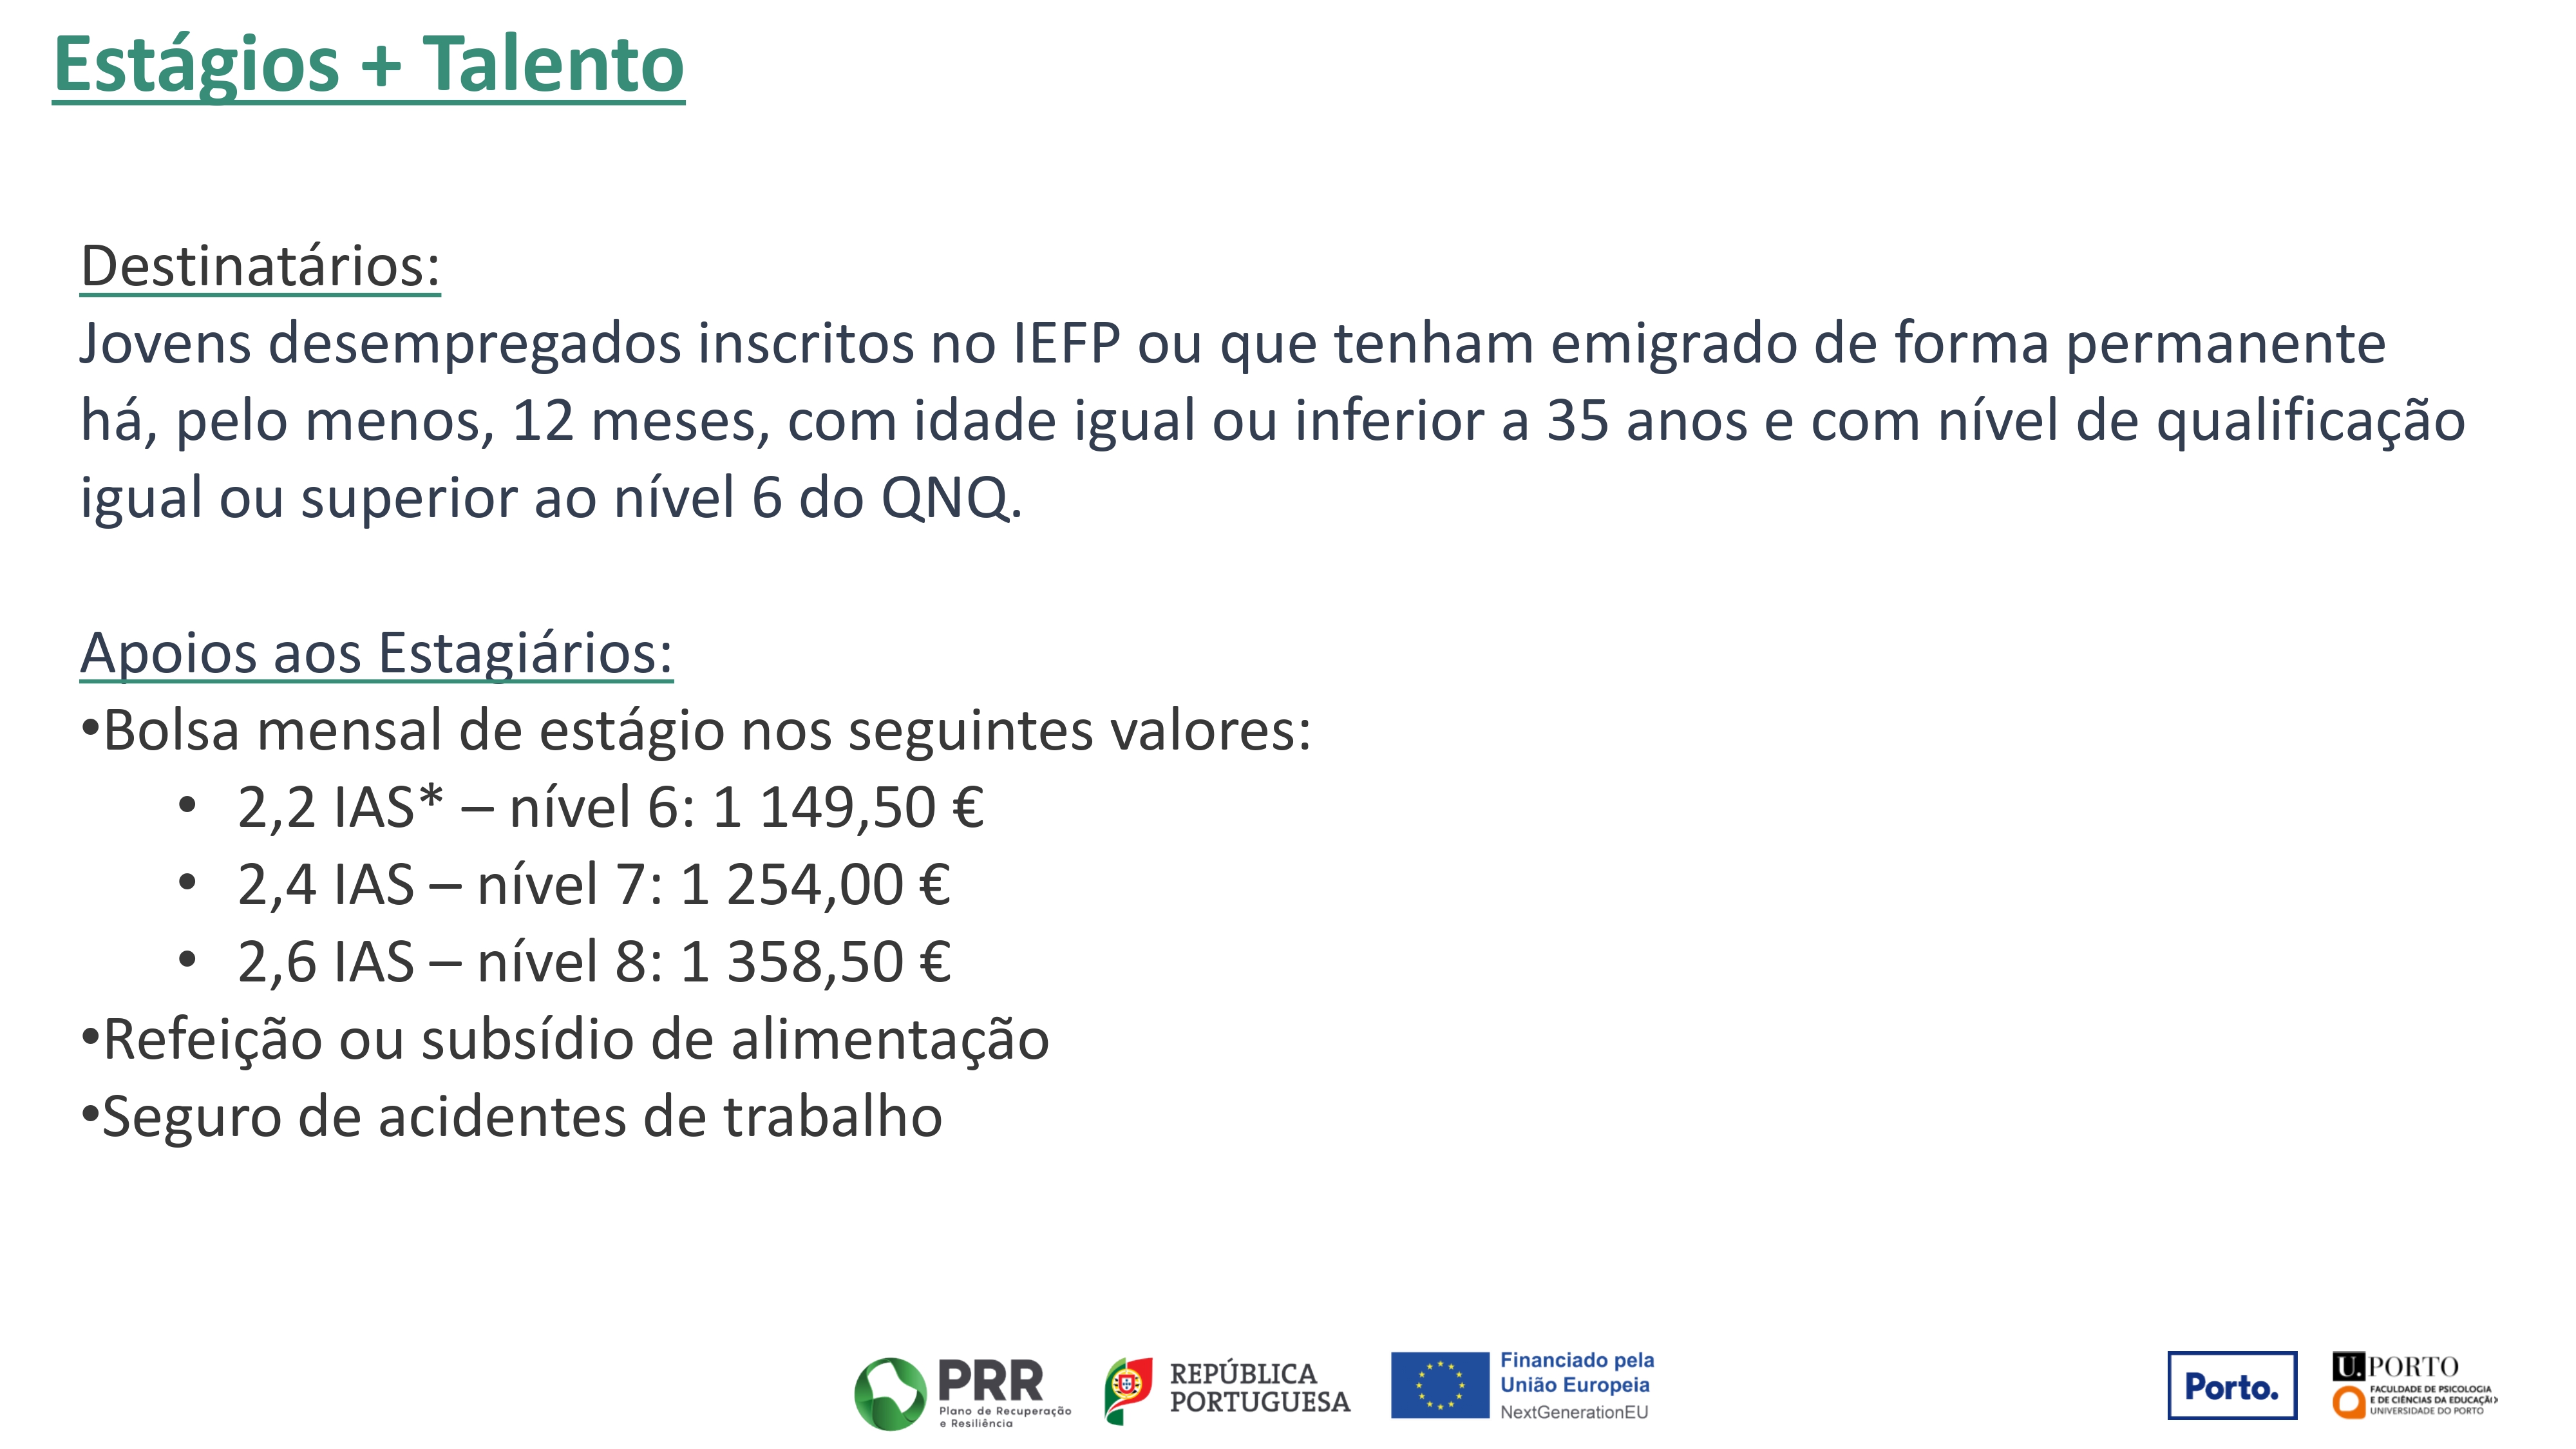 Estágios + Talento
Destinatários:
Jovens desempregados inscritos no IEFP ou que tenham emigrado de forma permanente
há, pelo menos, 12 meses, com idade igual ou inferior a 35 anos e com nível de qualificação
igual ou superior ao nível 6 do QNQ.
Apoios aos Estagiários:
•Bolsa mensal de estágio nos seguintes valores:
• 2,2 IAS* – nível 6: 1 149,50 €
• 2,4 IAS – nível 7: 1 254,00 €
• 2,6 IAS – nível 8: 1 358,50 €
•Refeição ou subsídio de alimentação
•Seguro de acidentes de trabalho
PRR
Plano de Recuperação
e Resiliência
REPÚBLICA
PORTUGUESA
Financiado pela
União Europeia
NextGenerationEU
Porto.
U.PORTO
FACULDADE DE PSICOLOGIA
E DE CIÊNCIAS DA EDUCAÇÃO
UNIVERSIDADE DO PORTO